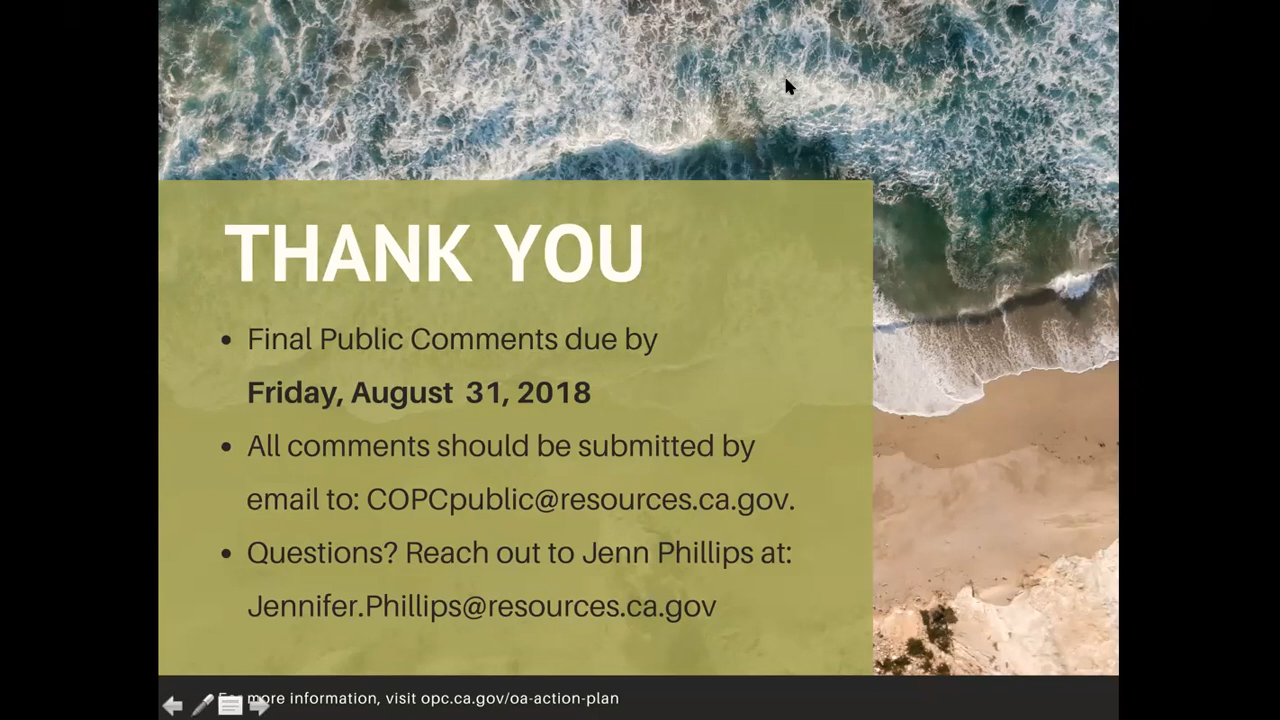 THANK YOU
• Final Public Comments due by
Friday, August 31, 2018
• All comments should be submitted by
email to: COPCpublic@resources.ca.gov.
• Questions? Reach out to Jenn Phillips at:
Jennifer.Phillips@resources.ca.gov
For more information, visit opc.ca.gov/oa-action-plan